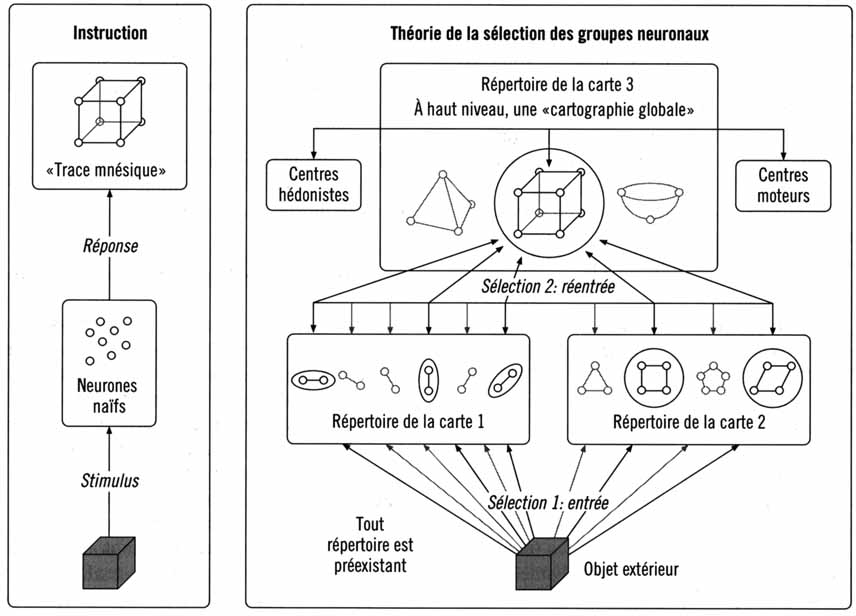 Instruction
«Trace mnésique»
Réponse
Neurones
naïfs
Stimulus
Théorie de la sélection des groupes neuronaux
Répertoire de la carte 3
À haut niveau, une «cartographie globale»
Centres
hédonistes
Centres
moteurs
Sélection 2: réentrée
Répertoire de la carte 1
Répertoire de la carte 2
Sélection 1: entrée
Tout
répertoire est
préexistant
Objet extérieur